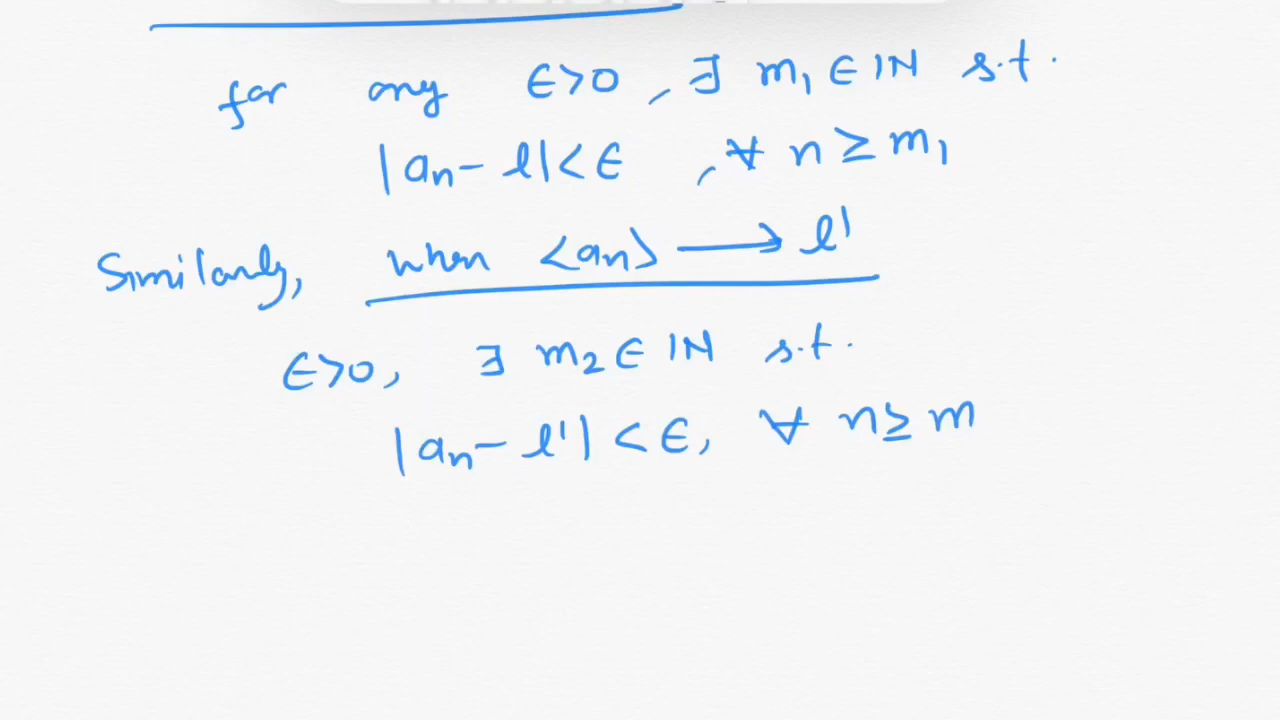 for any ϵ>0, ∃ m₁ ∈ ℕ s.t.
|aₙ - l| < ϵ, ∀ n ≥ m₁
Similarly, when <aₙ> ⟶ l'
ϵ>0, ∃ m₂ ∈ ℕ s.t.
|aₙ - l'| < ϵ, ∀ n ≥ m